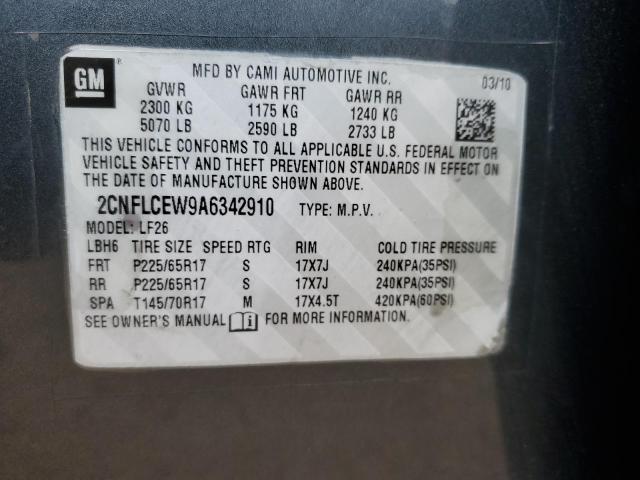 GM
MFD BY CAMI AUTOMOTIVE INC.
03/10
GVWR GAWR FRT GAWR RR
2300 KG 1175 KG 1240 KG
5070 LB 2590 LB 2733 LB
THIS VEHICLE CONFORMS TO ALL APPLICABLE U.S. FEDERAL MOTOR
VEHICLE SAFETY AND THEFT PREVENTION STANDARDS IN EFFECT ON
THE DATE OF MANUFACTURE SHOWN ABOVE.
2CNFLCEW9A6342910 TYPE: M.P.V.
MODEL: LF26
LBH6 TIRE SIZE SPEED RTG RIM COLD TIRE PRESSURE
FRT P225/65R17 S 17X7J 240KPA(35PSI)
RR P225/65R17 S 17X7J 240KPA(35PSI)
SPA T145/70R17 M 17X4.5T 420KPA(60PSI)
SEE OWNER'S MANUAL i FOR MORE INFORMATION.